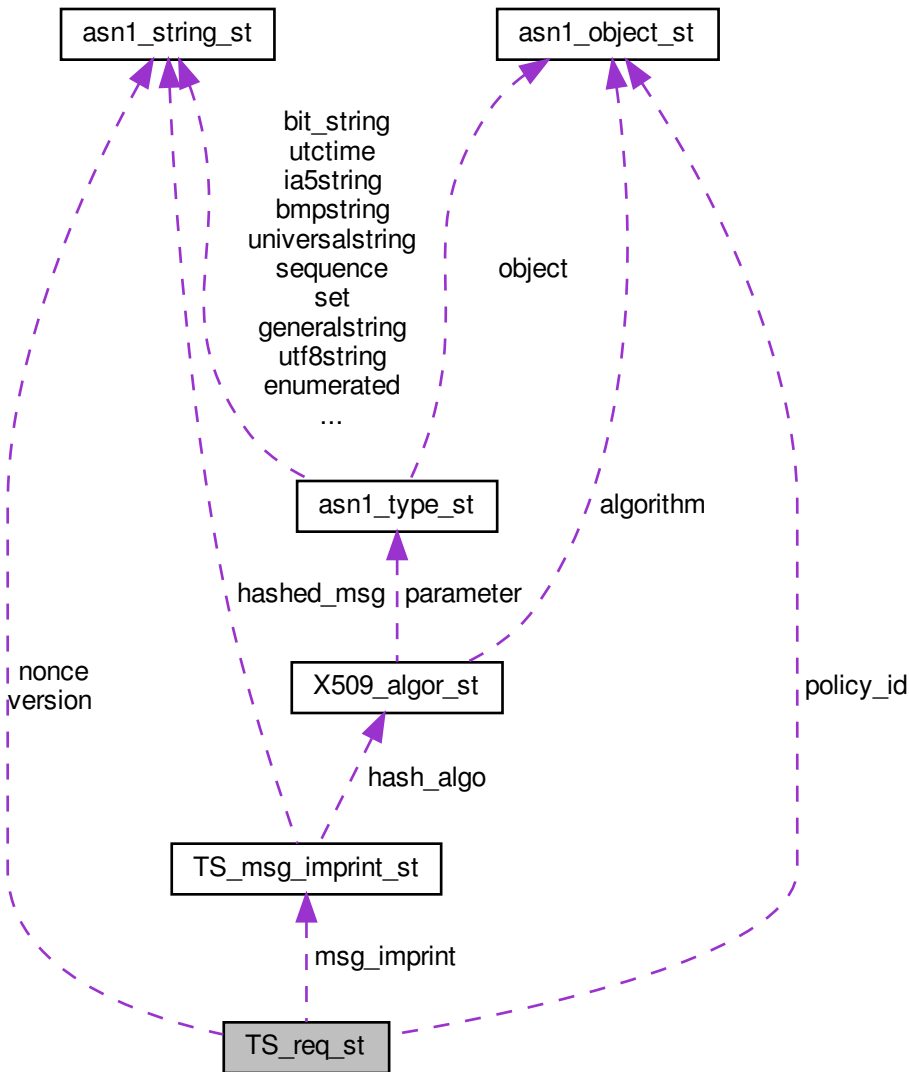 asn1_string_st
asn1_object_st
bit_string
utctime
ia5string
bmpstring
universalstring
sequence
set
generalstring
utf8string
enumerated
...
object
asn1_type_st
algorithm
hashed_msg
parameter
X509_algor_st
nonce
version
policy_id
hash_algo
TS_msg_imprint_st
msg_imprint
TS_req_st